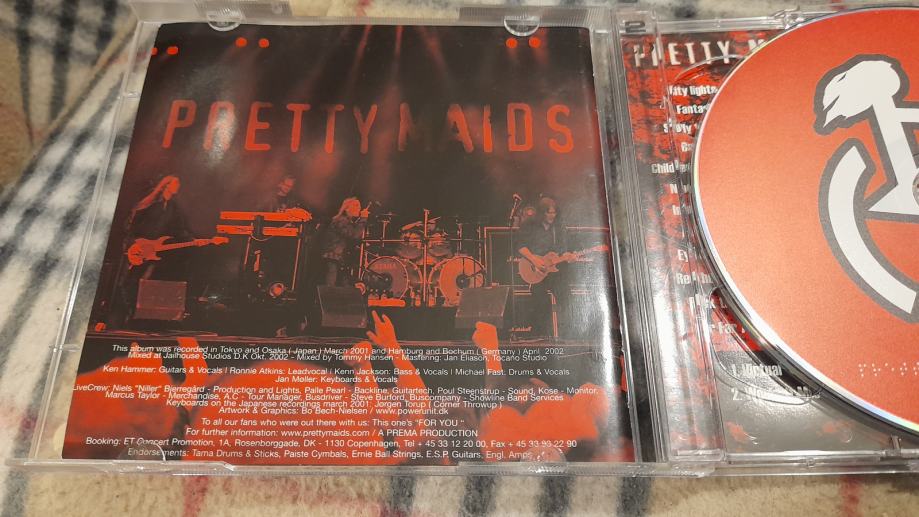 PRETTY MAIDS
This album was recorded in Tokyo and Osaka ( Japan ) March 2001 and Hamburg and Bochum ( Germany ) April 2002
Mixed at Jailhouse Studios D.K Okt. 2002 - Mixed by Tommy Hansen - Mastering: Jan Eliason, Tocano Studio
Ken Hammer: Guitars & Vocals | Ronnie Atkins: Leadvocal | Kenn Jackson: Bass & Vocals | Michael Fast: Drums & Vocals
Jan Møller: Keyboards & Vocals
LiveCrew; Niels "Niller" Bjerregård - Production and Lights, Palle Pearl - Backline, Guitartech, Poul Steenstrup - Sound, Kose - Monitor,
Marcus Taylor - Merchandise, A.C - Tour Manager, Busdriver - Steve Burford, Buscompany - Showline Band Services
Keyboards on the Japanese recordings march 2001: Jørgen Torup ( Corner Throwup )
Artwork & Graphics: Bo Bech-Nielsen / www.powerunit.dk
To all our fans who were out there with us: This one's "FOR YOU "
For further information: www.prettymaids.com / A PREMA PRODUCTION
Booking: ET Concert Promotion, 1A, Rosenborggade, DK - 1130 Copenhagen, Tel + 45 33 12 20 00, Fax + 45 33 93 22 90
Endorsements: Tama Drums & Sticks, Paiste Cymbals, Ernie Ball Strings, E.S.P. Guitars, Engl. Amps
PRETTY M
ity lights
Fantas
Child
1. Virtual
2.